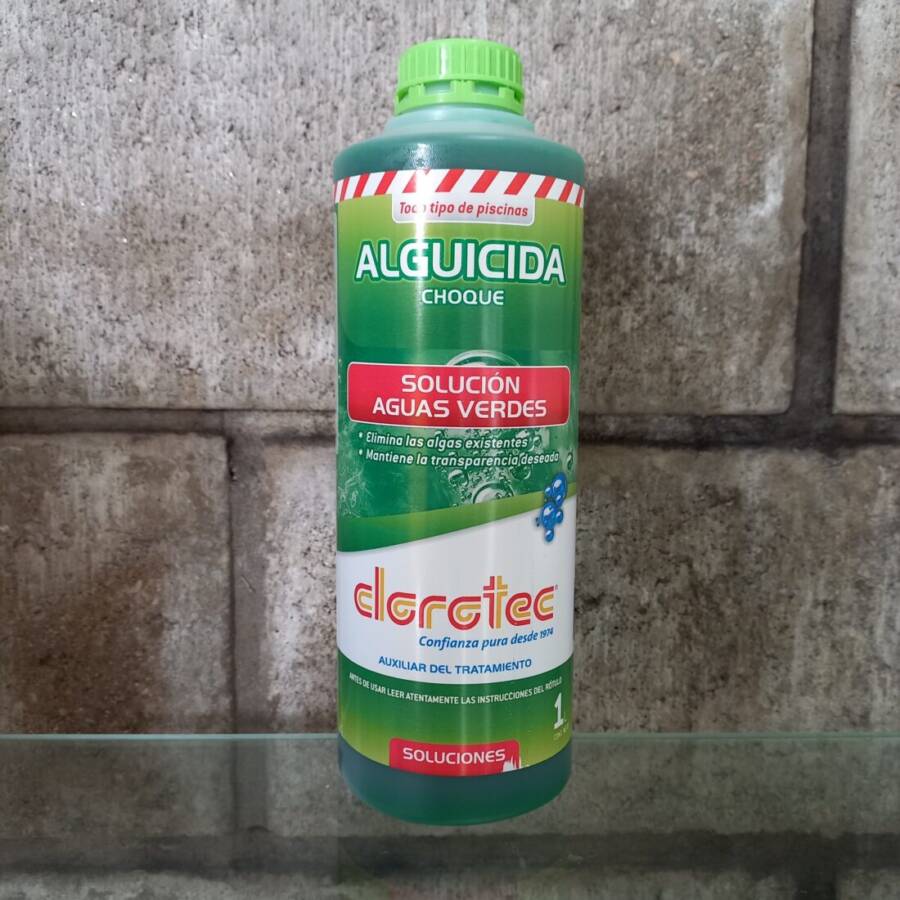 Todo tipo de piscinas
ALGUICIDA
CHOQUE
SOLUCIÓN
AGUAS VERDES
• Elimina las algas existentes
• Mantiene la transparencia deseada
clorotec®
Confianza pura desde 1974
AUXILIAR DEL TRATAMIENTO
ANTES DE USAR LEER ATENTAMENTE LAS INSTRUCCIONES DEL RÓTULO
1
SOLUCIONES